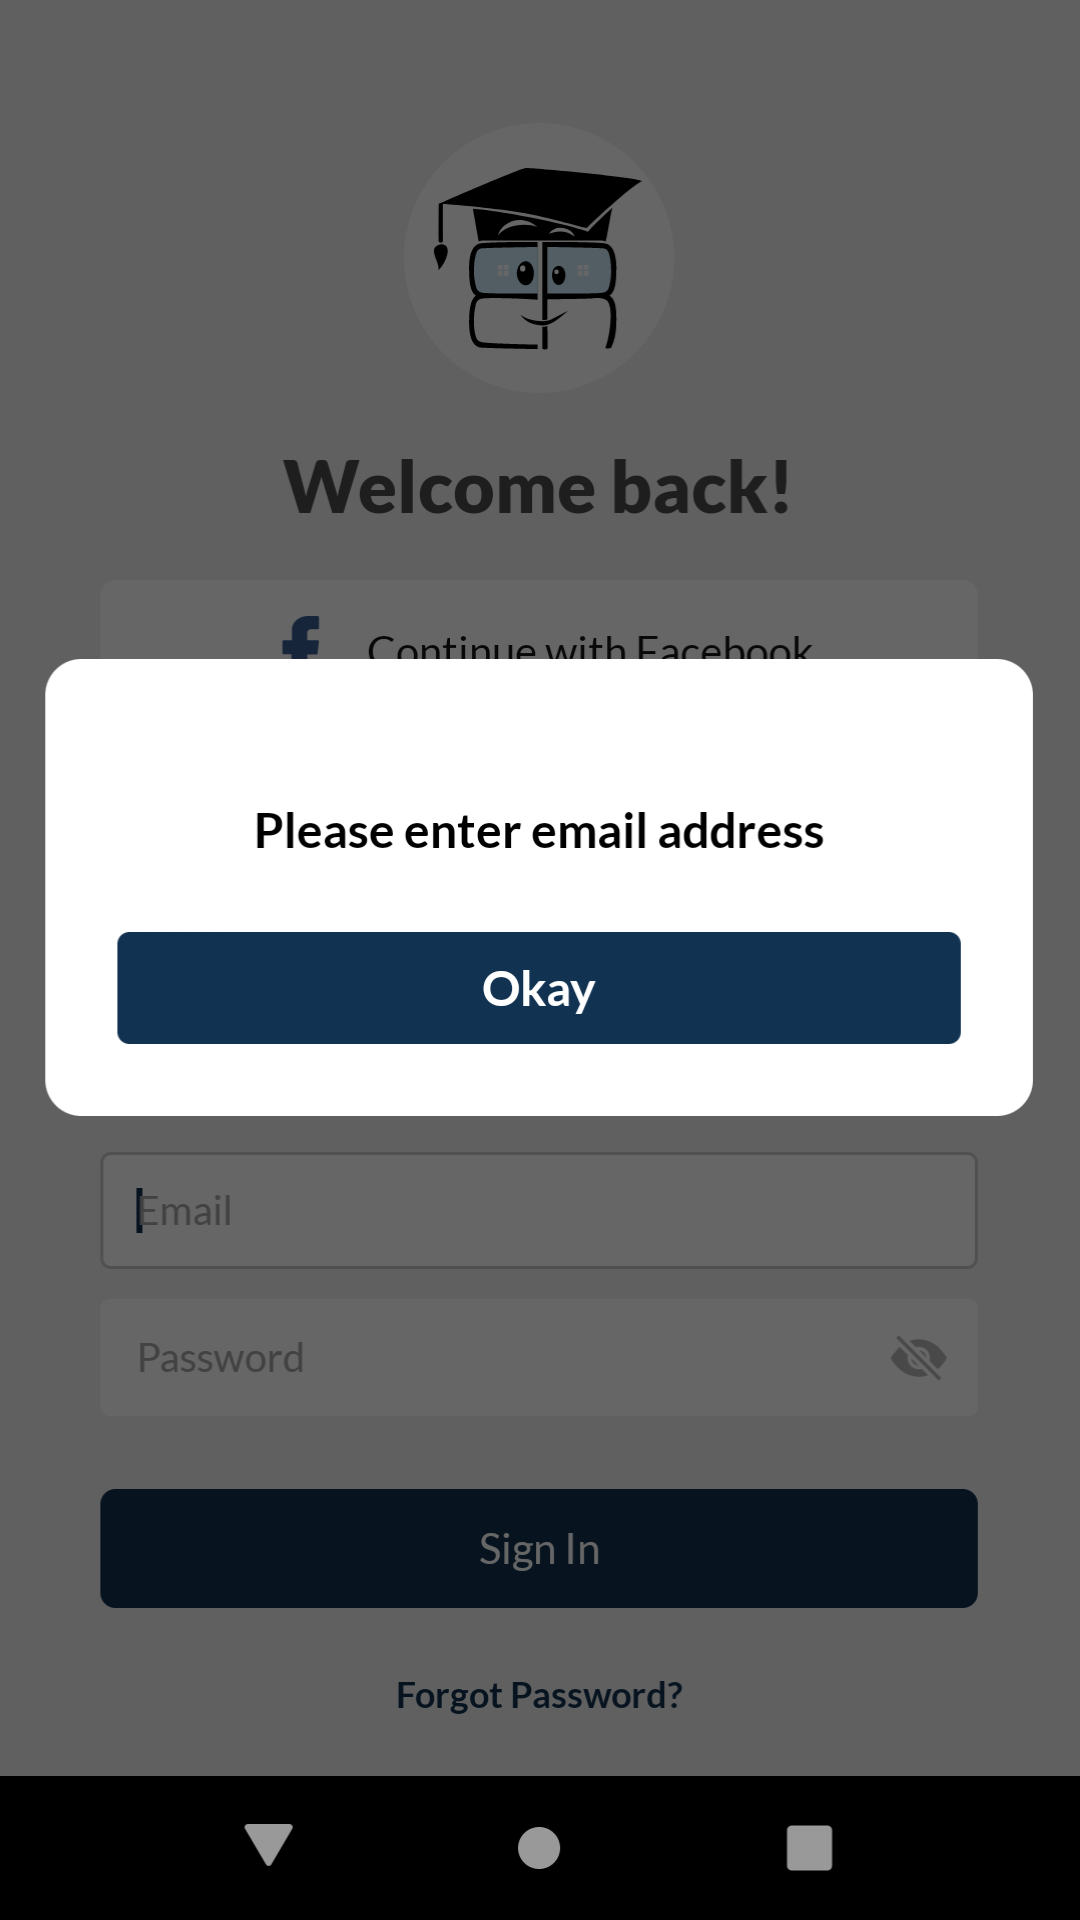 Welcome back!
Continue with Facebook
Please enter email address
Okay
Email
Password
Sign In
Forgot Password?